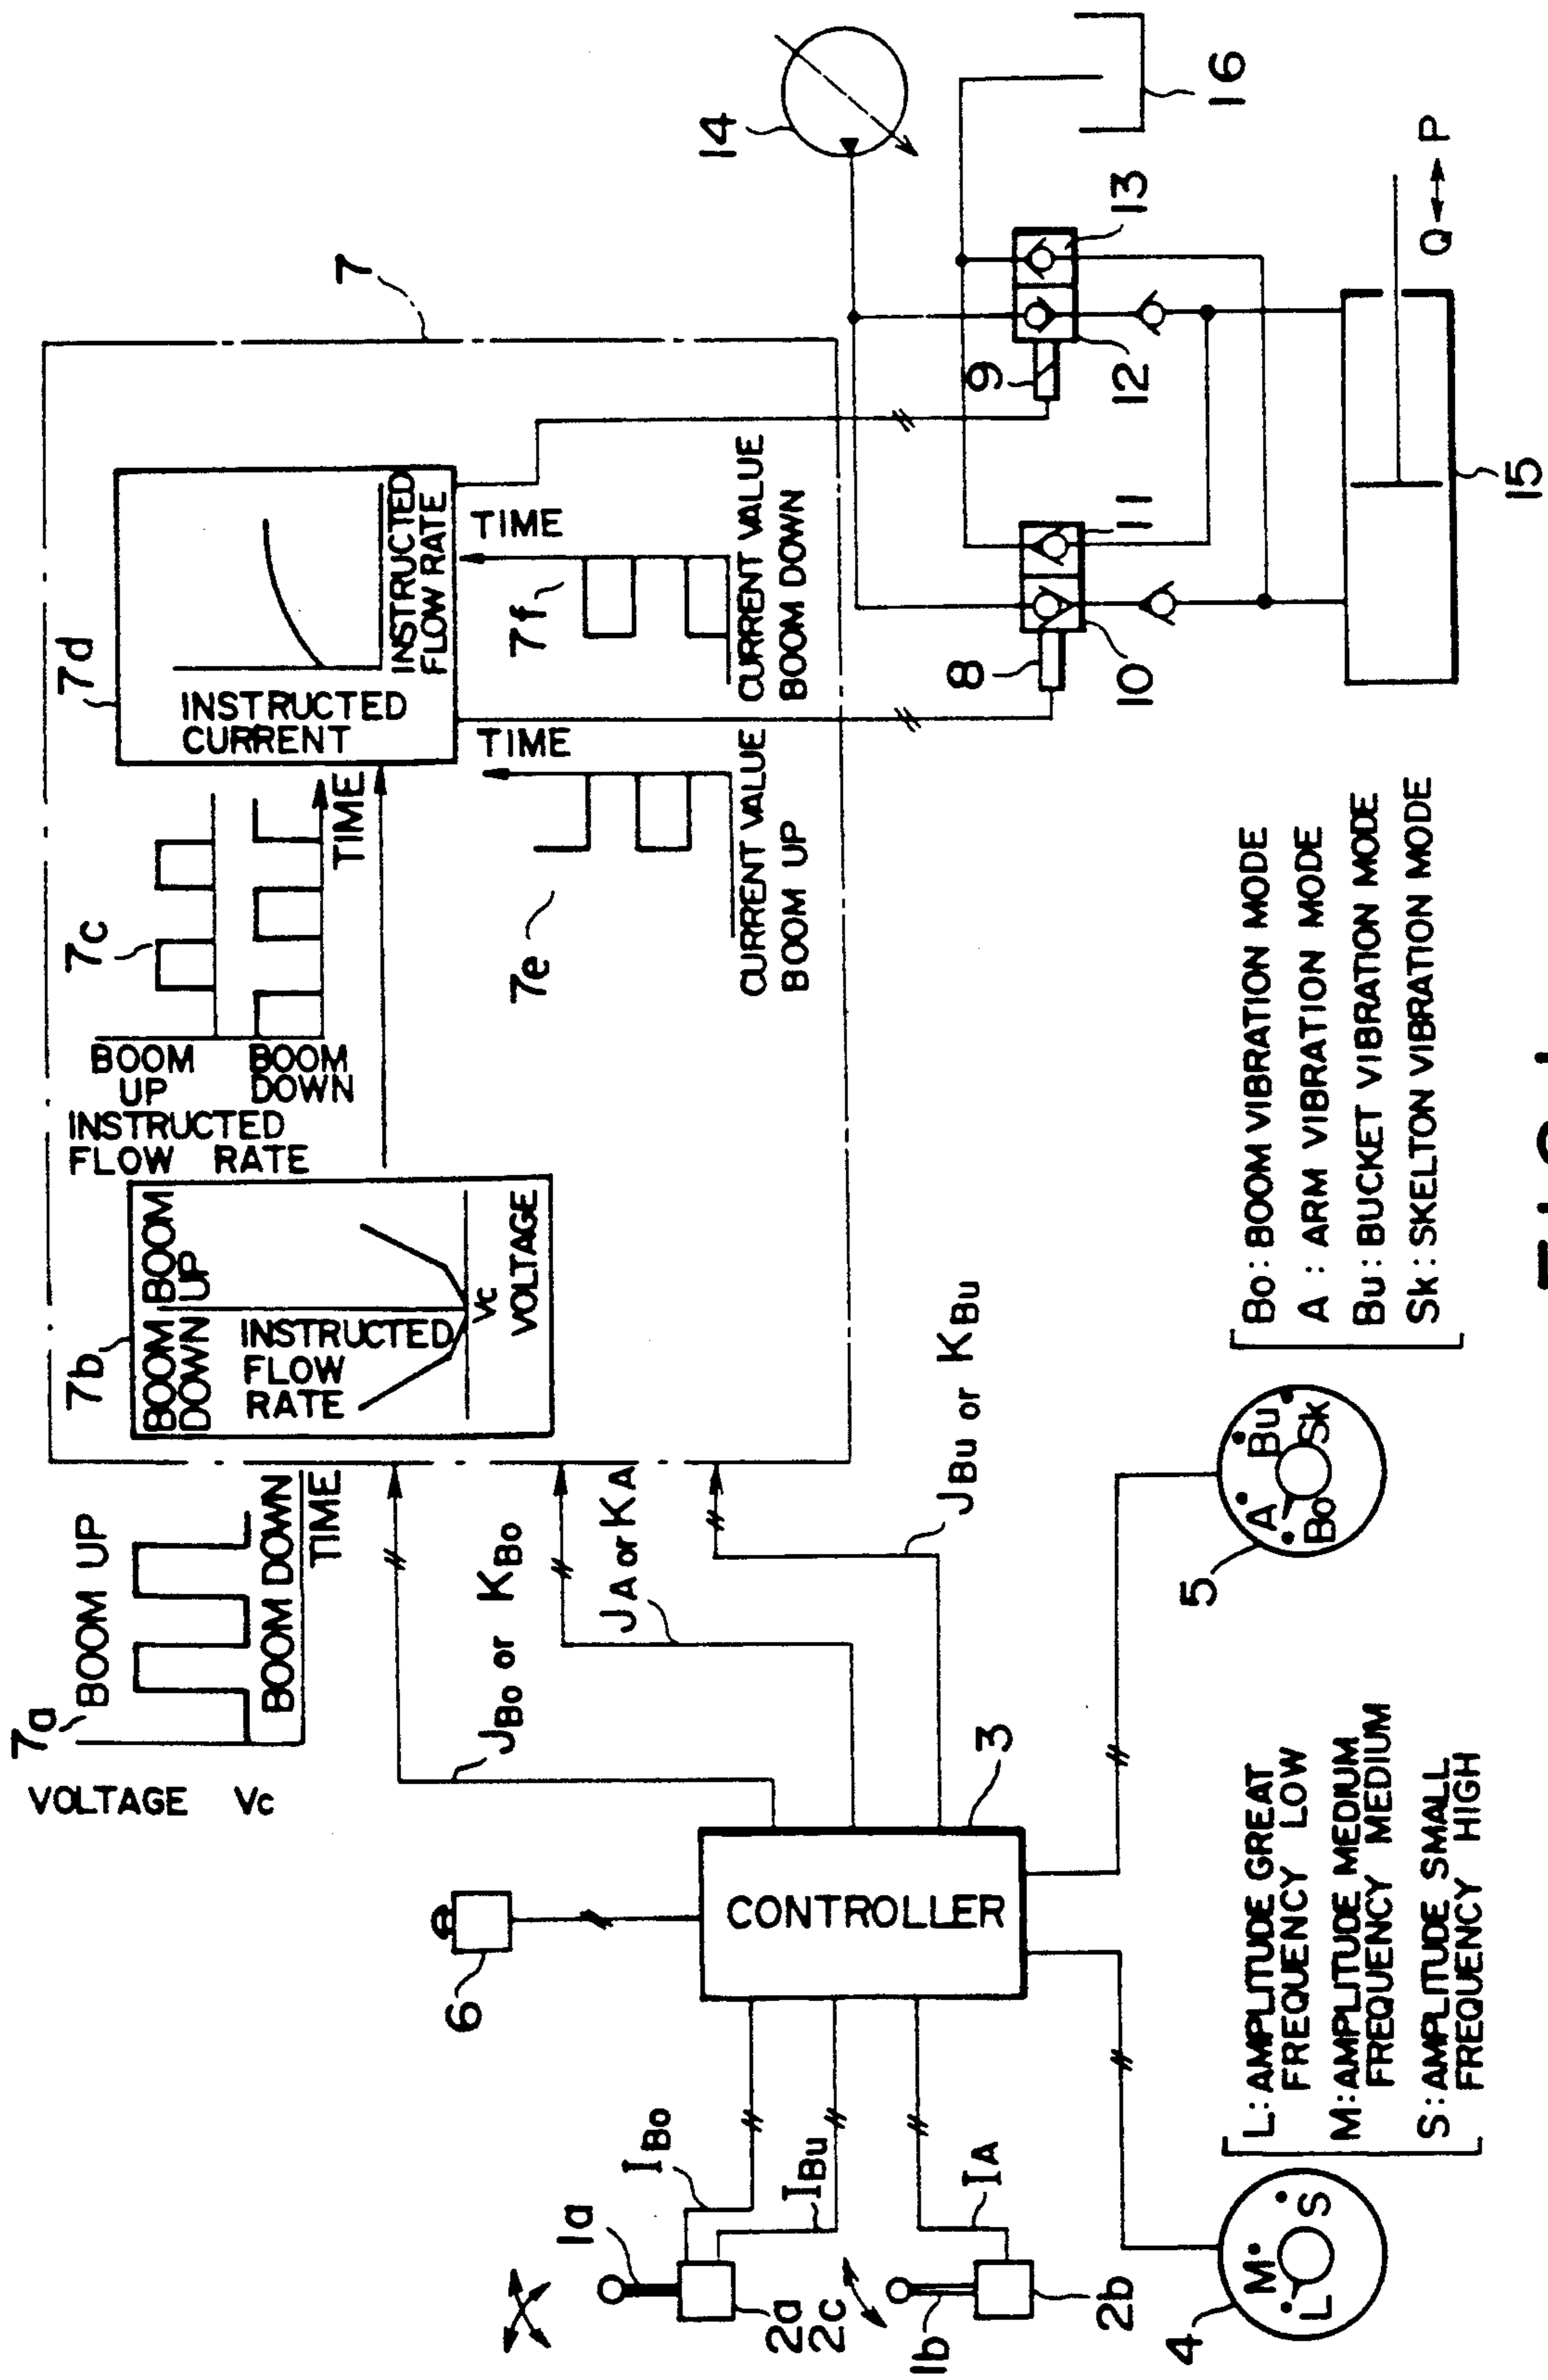 7a
VOLTAGE Vc
BOOM UP
BOOM DOWN
TIME
7b
BOOM DOWN
BOOM UP
INSTRUCTED
FLOW
RATE
Vc
VOLTAGE
7c
BOOM
UP
BOOM
DOWN
INSTRUCTED
FLOW RATE
TIME
7d
INSTRUCTED
CURRENT
INSTRUCTED
FLOW RATE
7
7e
TIME
CURRENT VALUE
BOOM UP
7f
TIME
CURRENT VALUE
BOOM DOWN
JBo or KBo
JA or KA
JBu or KBu
6
CONTROLLER
3
1a
2a
2c
IBo
IBu
1b
2b
IA
8
9
10
11
12
13
14
15
16
Q P
4
L
M
S
L: AMPLITUDE GREAT
FREQUENCY LOW
M: AMPLITUDE MEDIUM
FREQUENCY MEDIUM
S: AMPLITUDE SMALL
FREQUENCY HIGH
5
A
Bu
Bo
Sk
Bo: BOOM VIBRATION MODE
A : ARM VIBRATION MODE
Bu: BUCKET VIBRATION MODE
Sk: SKELTON VIBRATION MODE